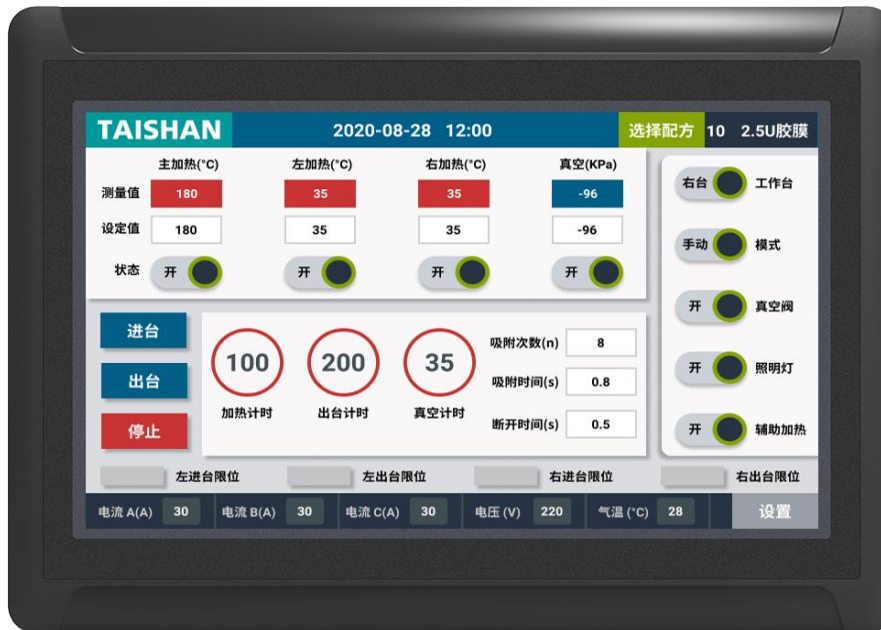 TAISHAN 2020-08-28 12:00 选择配方 10 2.5U胶膜
主加热(°C) 左加热(°C) 右加热(°C) 真空(KPa)
测量值 180 35 35 -96
设定值 180 35 35 -96
状态 开 开 开 开
右台 工作台
手动 模式
开 真空阀
开 照明灯
开 辅助加热
进台
出台
停止
100 200 35
加热计时 出台计时 真空计时
吸附次数(n) 8
吸附时间(s) 0.8
断开时间(s) 0.5
左进台限位 左出台限位 右进台限位 右出台限位
电流 A(A) 30 电流 B(A) 30 电流 C(A) 30 电压 (V) 220 气温 (°C) 28 设置